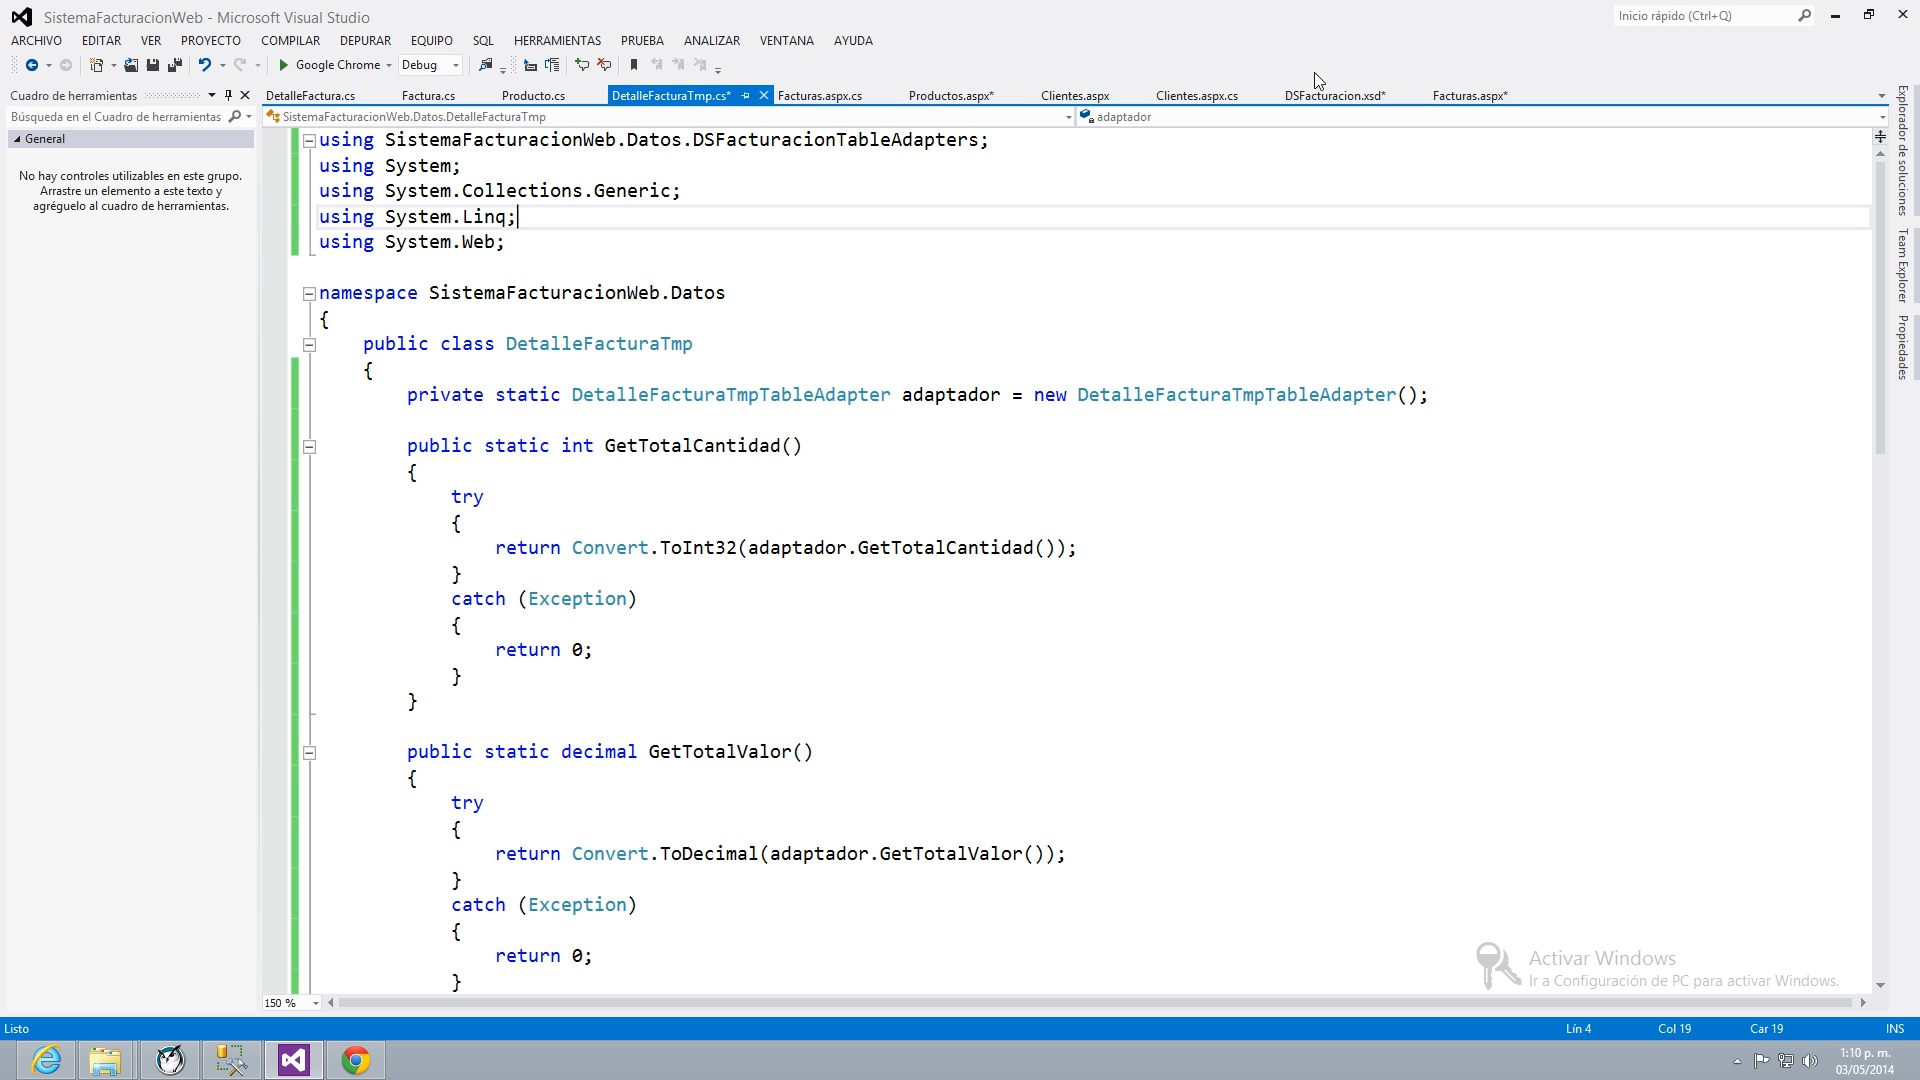 SistemaFacturacionWeb - Microsoft Visual Studio
Inicio rápido (Ctrl+Q)
ARCHIVO EDITAR VER PROYECTO COMPILAR DEPURAR EQUIPO SQL HERRAMIENTAS PRUEBA ANALIZAR VENTANA AYUDA
Google Chrome Debug
Cuadro de herramientas
DetalleFactura.cs Factura.cs Producto.cs DetalleFacturaTmp.cs* Facturas.aspx.cs Productos.aspx* Clientes.aspx Clientes.aspx.cs DSFacturacion.xsd* Facturas.aspx*
Búsqueda en el Cuadro de herramientas
SistemaFacturacionWeb.Datos.DetalleFacturaTmp
adaptador
General
No hay controles utilizables en este grupo.
Arrastre un elemento a este texto y
agréguelo al cuadro de herramientas.
using SistemaFacturacionWeb.Datos.DSFacturacionTableAdapters;
using System;
using System.Collections.Generic;
using System.Linq;
using System.Web;
namespace SistemaFacturacionWeb.Datos
{
public class DetalleFacturaTmp
{
private static DetalleFacturaTmpTableAdapter adaptador = new DetalleFacturaTmpTableAdapter();
public static int GetTotalCantidad()
{
try
{
return Convert.ToInt32(adaptador.GetTotalCantidad());
}
catch (Exception)
{
return 0;
}
}
public static decimal GetTotalValor()
{
try
{
return Convert.ToDecimal(adaptador.GetTotalValor());
}
catch (Exception)
{
return 0;
}
Explorador de soluciones
Team Explorer
Propiedades
Activar Windows
Ir a Configuración de PC para activar Windows.
150 %
Listo
Lín 4 Col 19 Car 19 INS
1:10 p. m.
03/05/2014